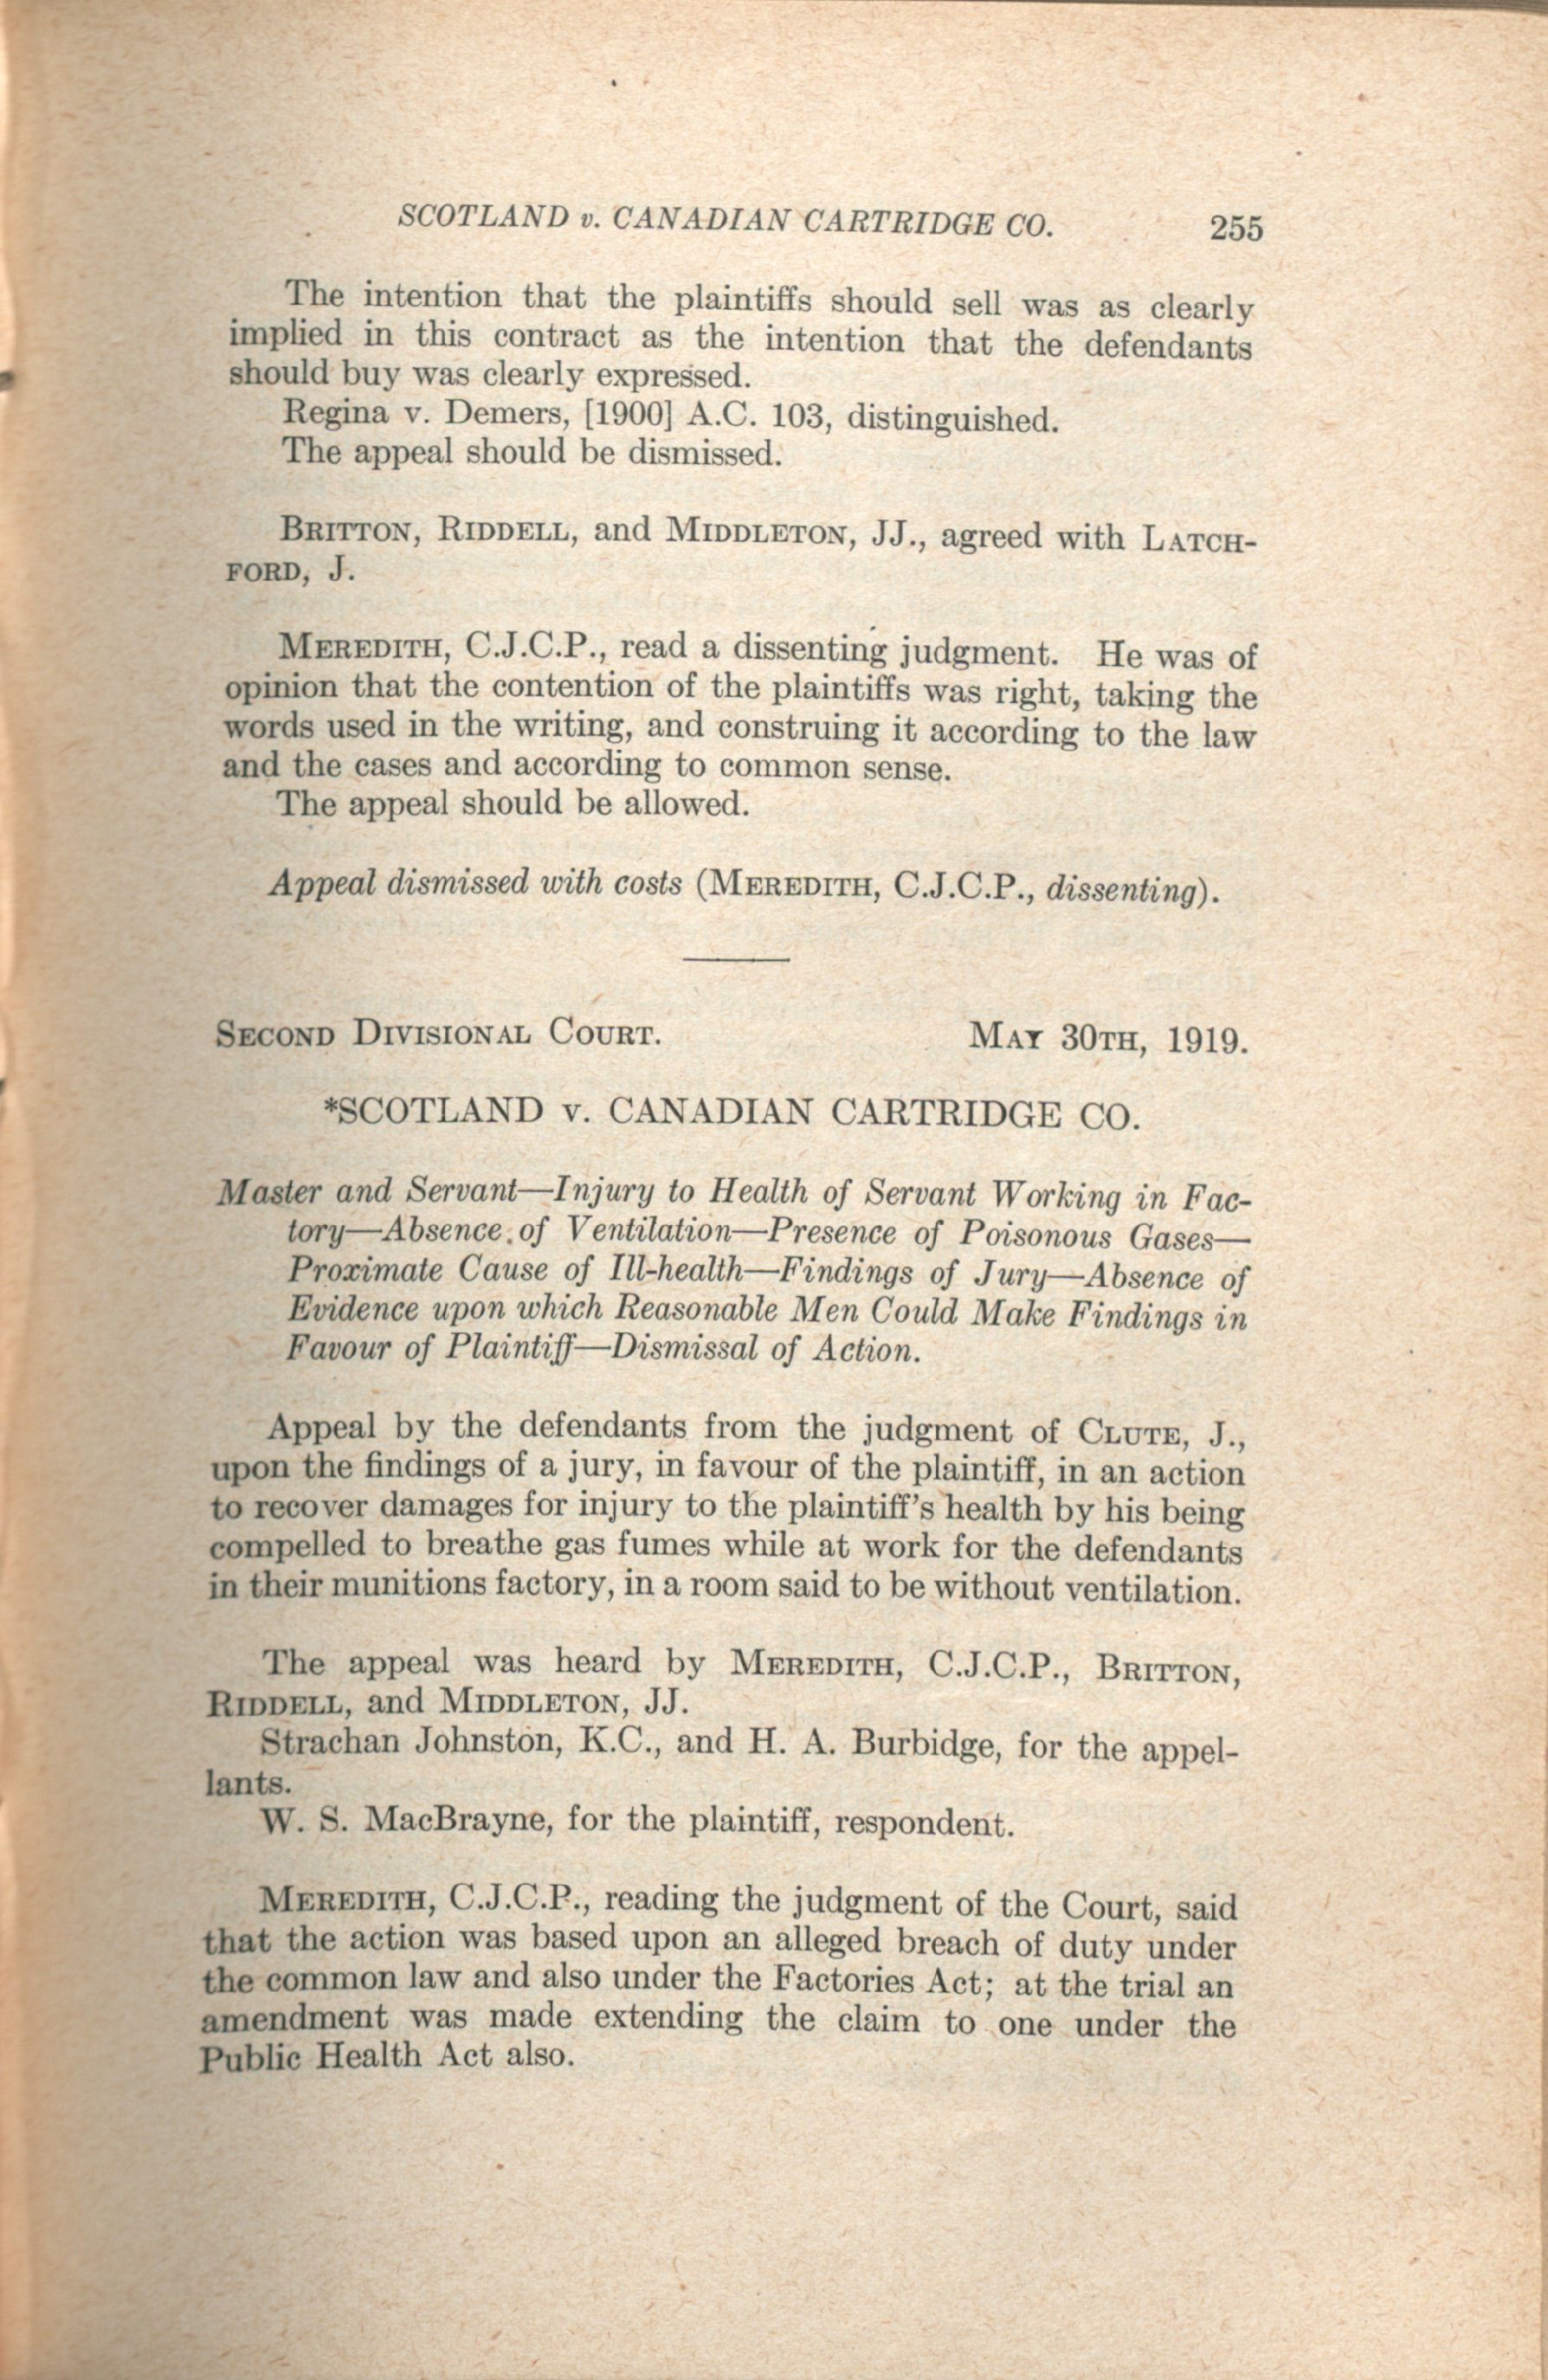 SCOTLAND v. CANADIAN CARTRIDGE CO. 255
The intention that the plaintiffs should sell was as clearly
implied in this contract as the intention that the defendants
should buy was clearly expressed.
Regina v. Demers, [1900] A.C. 103, distinguished.
The appeal should be dismissed.
BRITTON, RIDDELL, and MIDDLETON, JJ., agreed with LATCH-
FORD, J.
MEREDITH, C.J.C.P., read a dissenting judgment. He was of
opinion that the contention of the plaintiffs was right, taking the
words used in the writing, and construing it according to the law
and the cases and according to common sense.
The appeal should be allowed.
Appeal dismissed with costs (MEREDITH, C.J.C.P., dissenting).
SECOND DIVISIONAL COURT. MAY 30TH, 1919.
*SCOTLAND v. CANADIAN CARTRIDGE CO.
Master and Servant—Injury to Health of Servant Working in Fac-
tory—Absence of Ventilation—Presence of Poisonous Gases—
Proximate Cause of Ill-health—Findings of Jury—Absence of
Evidence upon which Reasonable Men Could Make Findings in
Favour of Plaintiff—Dismissal of Action.
Appeal by the defendants from the judgment of CLUTE, J.,
upon the findings of a jury, in favour of the plaintiff, in an action
to recover damages for injury to the plaintiff's health by his being
compelled to breathe gas fumes while at work for the defendants
in their munitions factory, in a room said to be without ventilation.
The appeal was heard by MEREDITH, C.J.C.P., BRITTON,
RIDDELL, and MIDDLETON, JJ.
Strachan Johnston, K.C., and H. A. Burbidge, for the appel-
lants.
W. S. MacBrayne, for the plaintiff, respondent.
MEREDITH, C.J.C.P., reading the judgment of the Court, said
that the action was based upon an alleged breach of duty under
the common law and also under the Factories Act; at the trial an
amendment was made extending the claim to one under the
Public Health Act also.